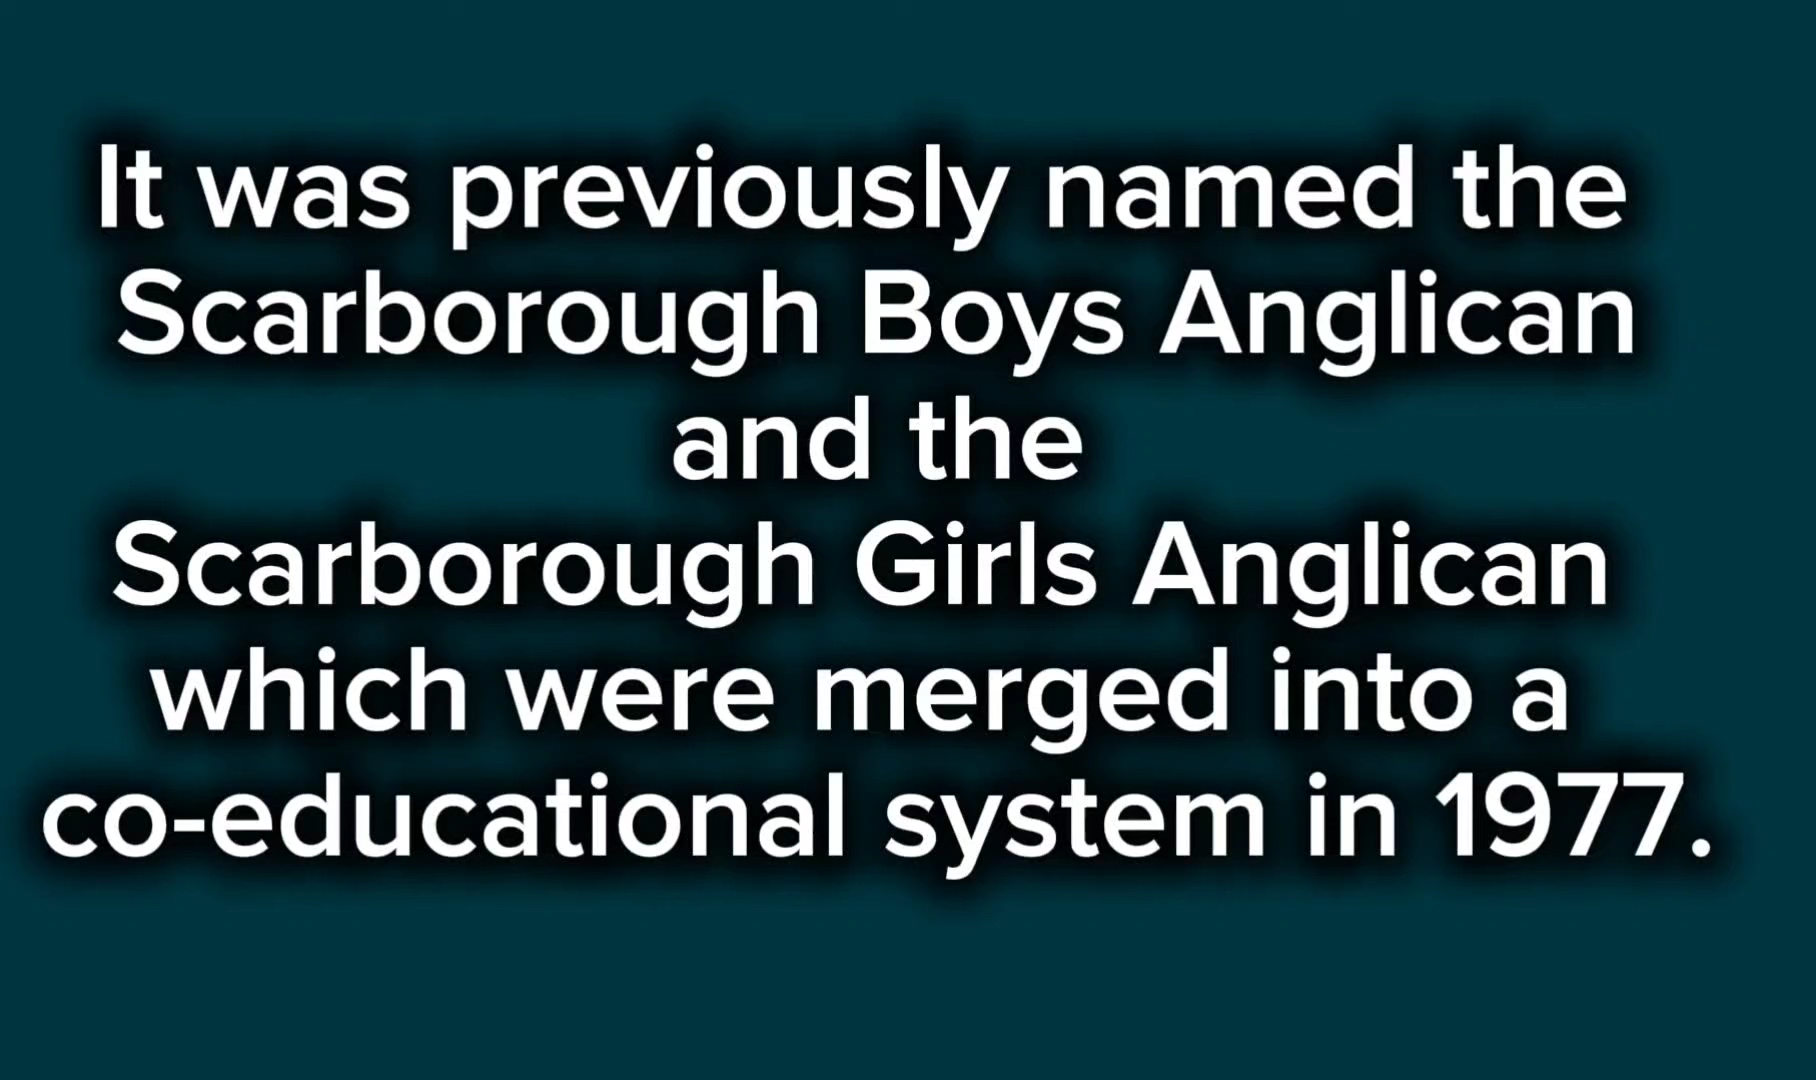 It was previously named the
Scarborough Boys Anglican
and the
Scarborough Girls Anglican
which were merged into a
co-educational system in 1977.